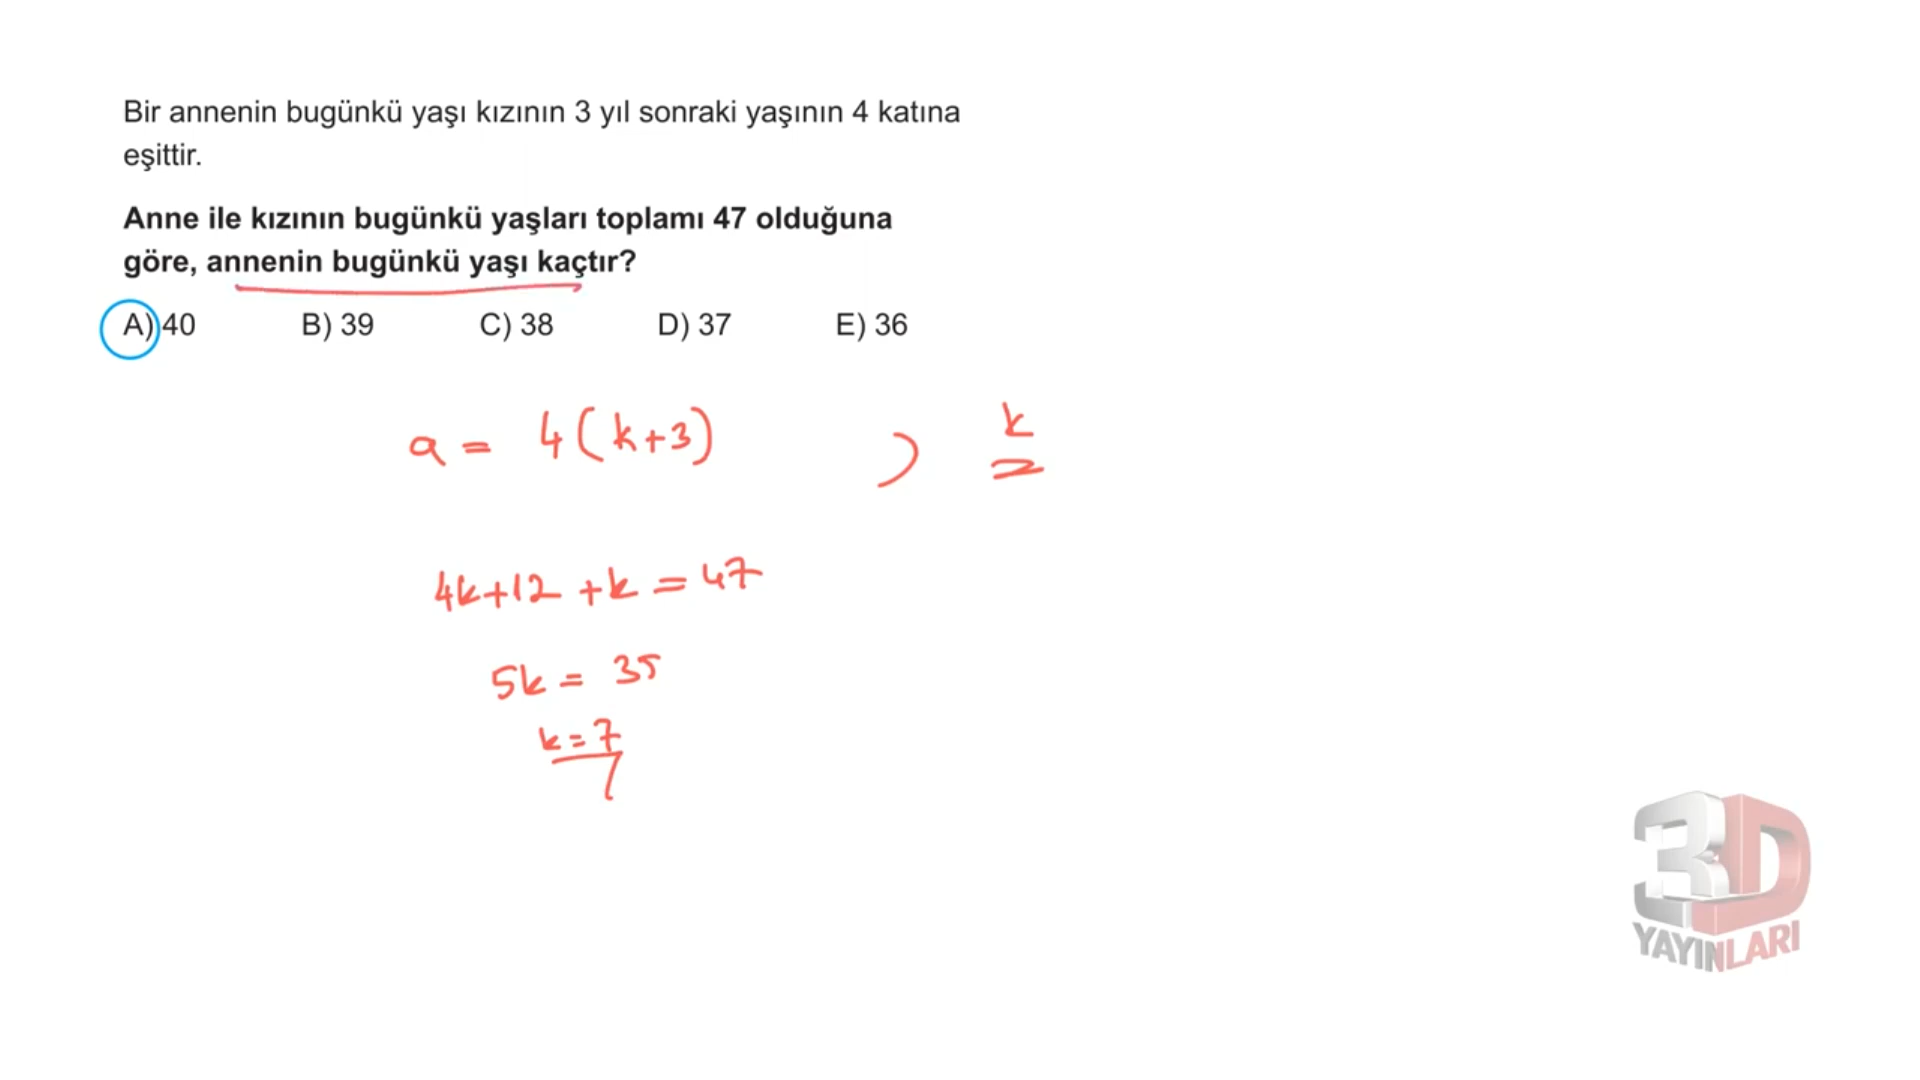 Bir annenin bugünkü yaşı kızının 3 yıl sonraki yaşının 4 katına
eşittir.
Anne ile kızının bugünkü yaşları toplamı 47 olduğuna
göre, annenin bugünkü yaşı kaçtır?
A) 40 B) 39 C) 38 D) 37 E) 36
a = 4(k+3) ) k
4k+12 +k = 47
5k = 35
k=7
3D
YAYINLARI